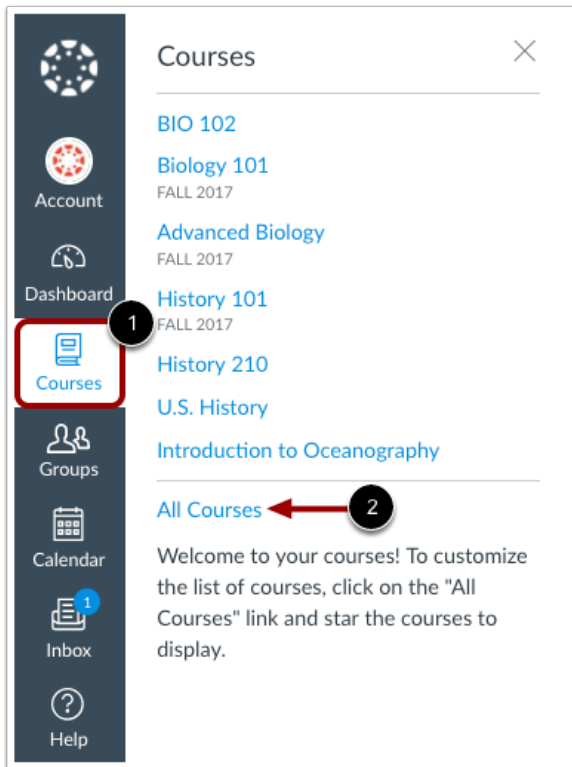 Courses
BIO 102
Biology 101
FALL 2017
Advanced Biology
FALL 2017
History 101
FALL 2017
History 210
U.S. History
Introduction to Oceanography
All Courses
2
Welcome to your courses! To customize
the list of courses, click on the "All
Courses" link and star the courses to
display.
Account
Dashboard
1
Courses
Groups
Calendar
1
Inbox
Help